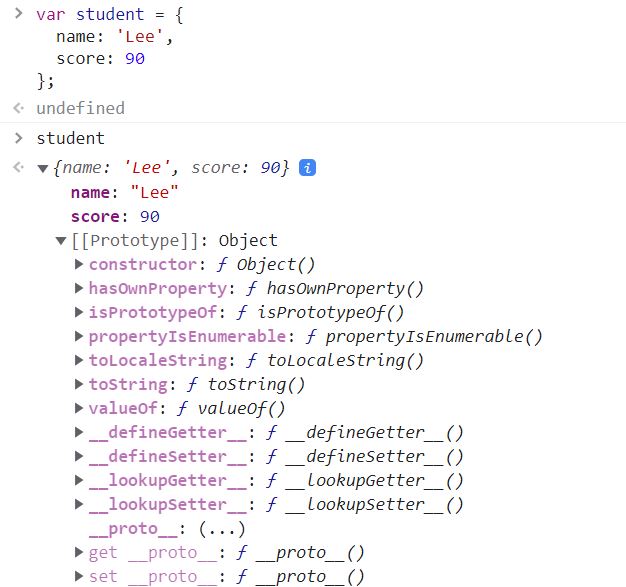 > var student = {
name: 'Lee',
score: 90
};
undefined
> student
{name: 'Lee', score: 90} i
name: "Lee"
score: 90
[[Prototype]]: Object
constructor: ƒ Object()
hasOwnProperty: ƒ hasOwnProperty()
isPrototypeOf: ƒ isPrototypeOf()
propertyIsEnumerable: ƒ propertyIsEnumerable()
toLocaleString: ƒ toLocaleString()
toString: ƒ toString()
valueOf: ƒ valueOf()
__defineGetter__: ƒ __defineGetter__()
__defineSetter__: ƒ __defineSetter__()
__lookupGetter__: ƒ __lookupGetter__()
__lookupSetter__: ƒ __lookupSetter__()
__proto__: (...)
get __proto__: ƒ __proto__()
set __proto__: ƒ __proto__()